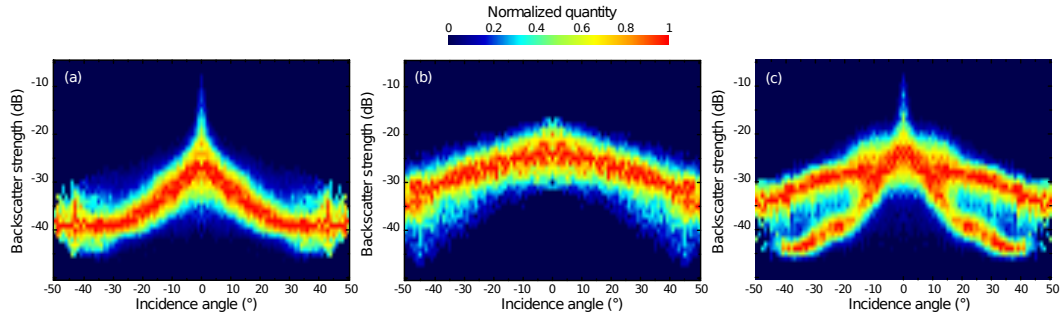 Normalized quantity
0 0.2 0.4 0.6 0.8 1
(a) (b) (c)
Backscatter strength (dB) Backscatter strength (dB) Backscatter strength (dB)
-10 -10 -10
-20 -20 -20
-30 -30 -30
-40 -40 -40
-50 -40 -30 -20 -10 0 10 20 30 40 50 -50 -40 -30 -20 -10 0 10 20 30 40 50 -50 -40 -30 -20 -10 0 10 20 30 40 50
Incidence angle (°) Incidence angle (°) Incidence angle (°)